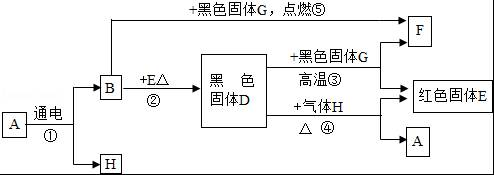 +黑色固体G，点燃⑤
F
B
+E△
②
黑色
固体D
+黑色固体G
高温③
红色固体E
+气体H
△ ④
A
通电
①
H
A